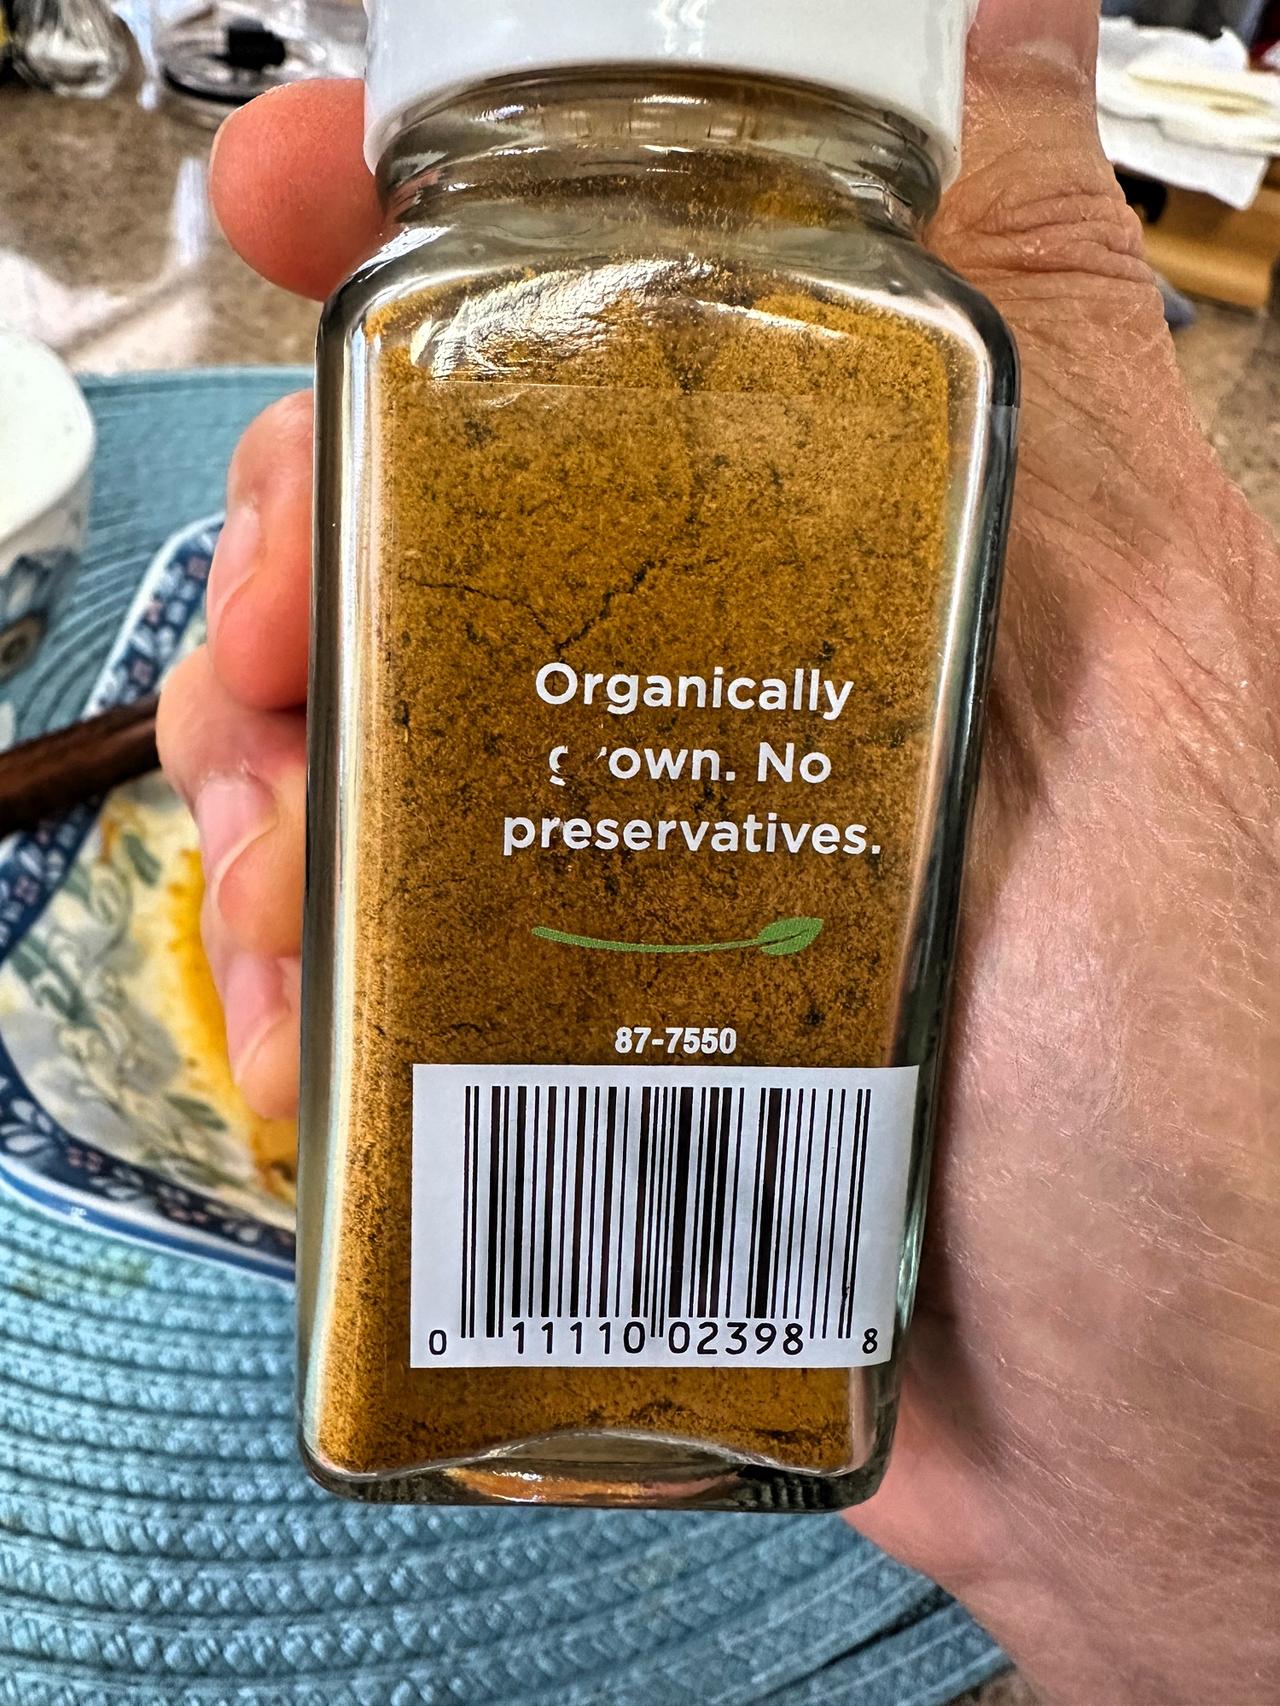 Organically
grown. No
preservatives.
87-7550
0 11110 02398 8